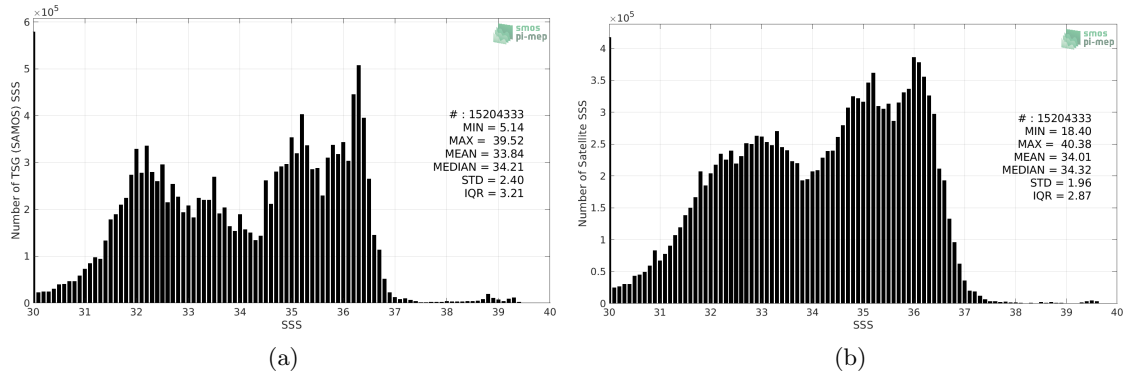 ×10⁵
6
5
4
3
2
1
0
Number of TSG (SAMOS) SSS
30 31 32 33 34 35 36 37 38 39 40
SSS
smos
pi-mep
# : 15204333
MIN = 5.14
MAX = 39.52
MEAN = 33.84
MEDIAN = 34.21
STD = 2.40
IQR = 3.21
(a)
×10⁵
4
3.5
3
2.5
2
1.5
1
0.5
0
Number of Satellite SSS
30 31 32 33 34 35 36 37 38 39 40
SSS
smos
pi-mep
# : 15204333
MIN = 18.40
MAX = 40.38
MEAN = 34.01
MEDIAN = 34.32
STD = 1.96
IQR = 2.87
(b)